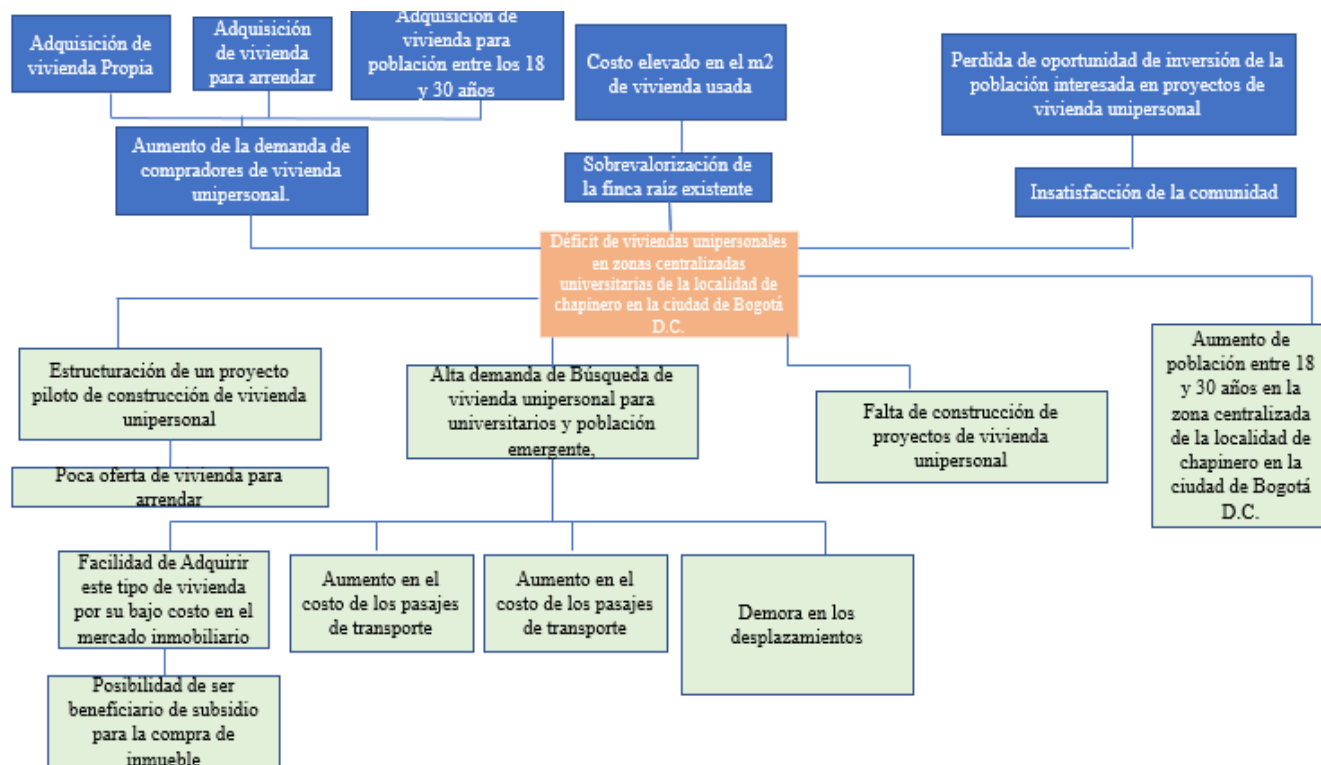 Adquisición de
vivienda Propia
Adquisición
de vivienda
para arrendar
Adquisición de
vivienda para
población entre los 18
y 30 años
Costo elevado en el m2
de vivienda usada
Perdida de oportunidad de inversión de la
población interesada en proyectos de
vivienda unipersonal
Aumento de la demanda de
compradores de vivienda
unipersonal.
Sobrevalorización de
la finca raíz existente
Insatisfacción de la comunidad
Déficit de viviendas unipersonales
en zonas centralizadas
universitarias de la localidad de
chapinero en la ciudad de Bogotá
D.C.
Estructuración de un proyecto
piloto de construcción de vivienda
unipersonal
Alta demanda de Búsqueda de
vivienda unipersonal para
universitarios y población
emergente,
Falta de construcción de
proyectos de vivienda
unipersonal
Aumento de
población entre 18
y 30 años en la
zona centralizada
de la localidad de
chapinero en la
ciudad de Bogotá
D.C.
Poca oferta de vivienda para
arrendar
Facilidad de Adquirir
este tipo de vivienda
por su bajo costo en el
mercado inmobiliario
Aumento en el
costo de los pasajes
de transporte
Aumento en el
costo de los pasajes
de transporte
Demora en los
desplazamientos
Posibilidad de ser
beneficiario de subsidio
para la compra de
inmueble